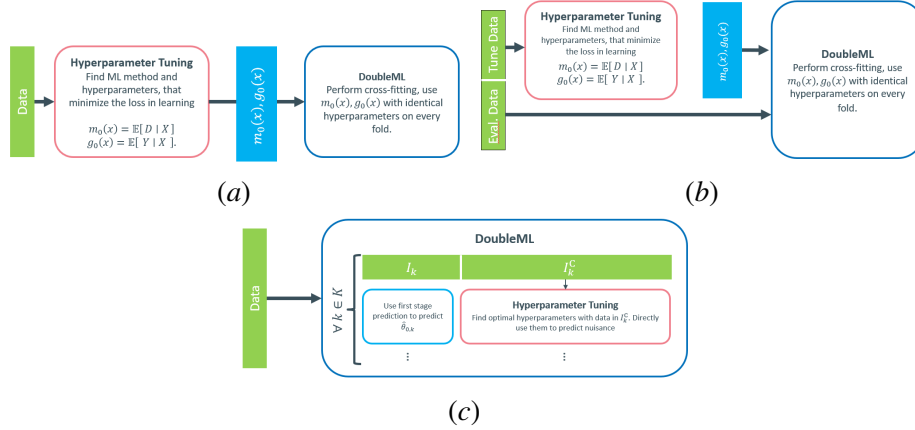 Data
Hyperparameter Tuning
Find ML method and
hyperparameters, that
minimize the loss in learning
m₀(x) = 𝔼[D | X]
g₀(x) = 𝔼[ Y | X ].
m₀(x), g₀(x)
DoubleML
Perform cross-fitting, use
m₀(x), g₀(x) with identical
hyperparameters on every
fold.
(a)
Tune Data
Eval. Data
Hyperparameter Tuning
Find ML method and
hyperparameters, that minimize
the loss in learning
m₀(x) = 𝔼[ D | X ]
g₀(x) = 𝔼[ Y | X ].
m₀(x), g₀(x)
DoubleML
Perform cross-fitting, use
m₀(x), g₀(x) with identical
hyperparameters on every
fold.
(b)
Data
DoubleML
∀ k ∈ K
I_k
I_k^C
Use first stage
prediction to predict
θ̂₀,ₖ
⋮
Hyperparameter Tuning
Find optimal hyperparameters with data in I_k^C. Directly
use them to predict nuisance
⋮
(c)